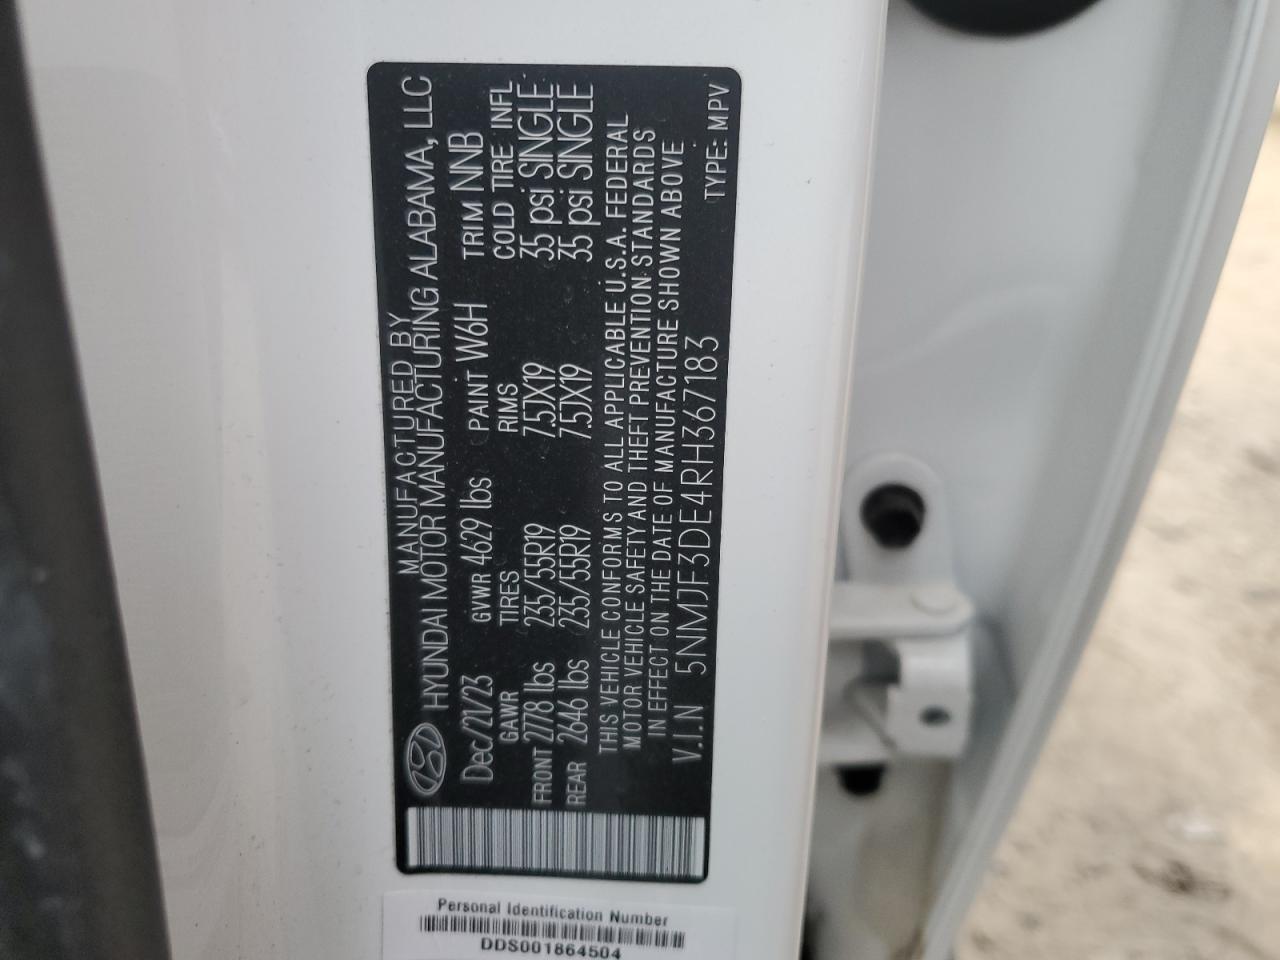 MANUFACTURED BY
HYUNDAI MOTOR MANUFACTURING ALABAMA, LLC
Dec/21/23 GVWR 4629 lbs PAINT W6H TRIM NNB
GAWR TIRES RIMS COLD TIRE INFL
FRONT 2778 lbs 235/55R19 7.5JX19 35 psi SINGLE
REAR 2646 lbs 235/55R19 7.5JX19 35 psi SINGLE
THIS VEHICLE CONFORMS TO ALL APPLICABLE U.S.A. FEDERAL
MOTOR VEHICLE SAFETY AND THEFT PREVENTION STANDARDS
IN EFFECT ON THE DATE OF MANUFACTURE SHOWN ABOVE
V.I.N 5NMJF3DE4RH367183 TYPE: MPV
Personal Identification Number
DDS001864504